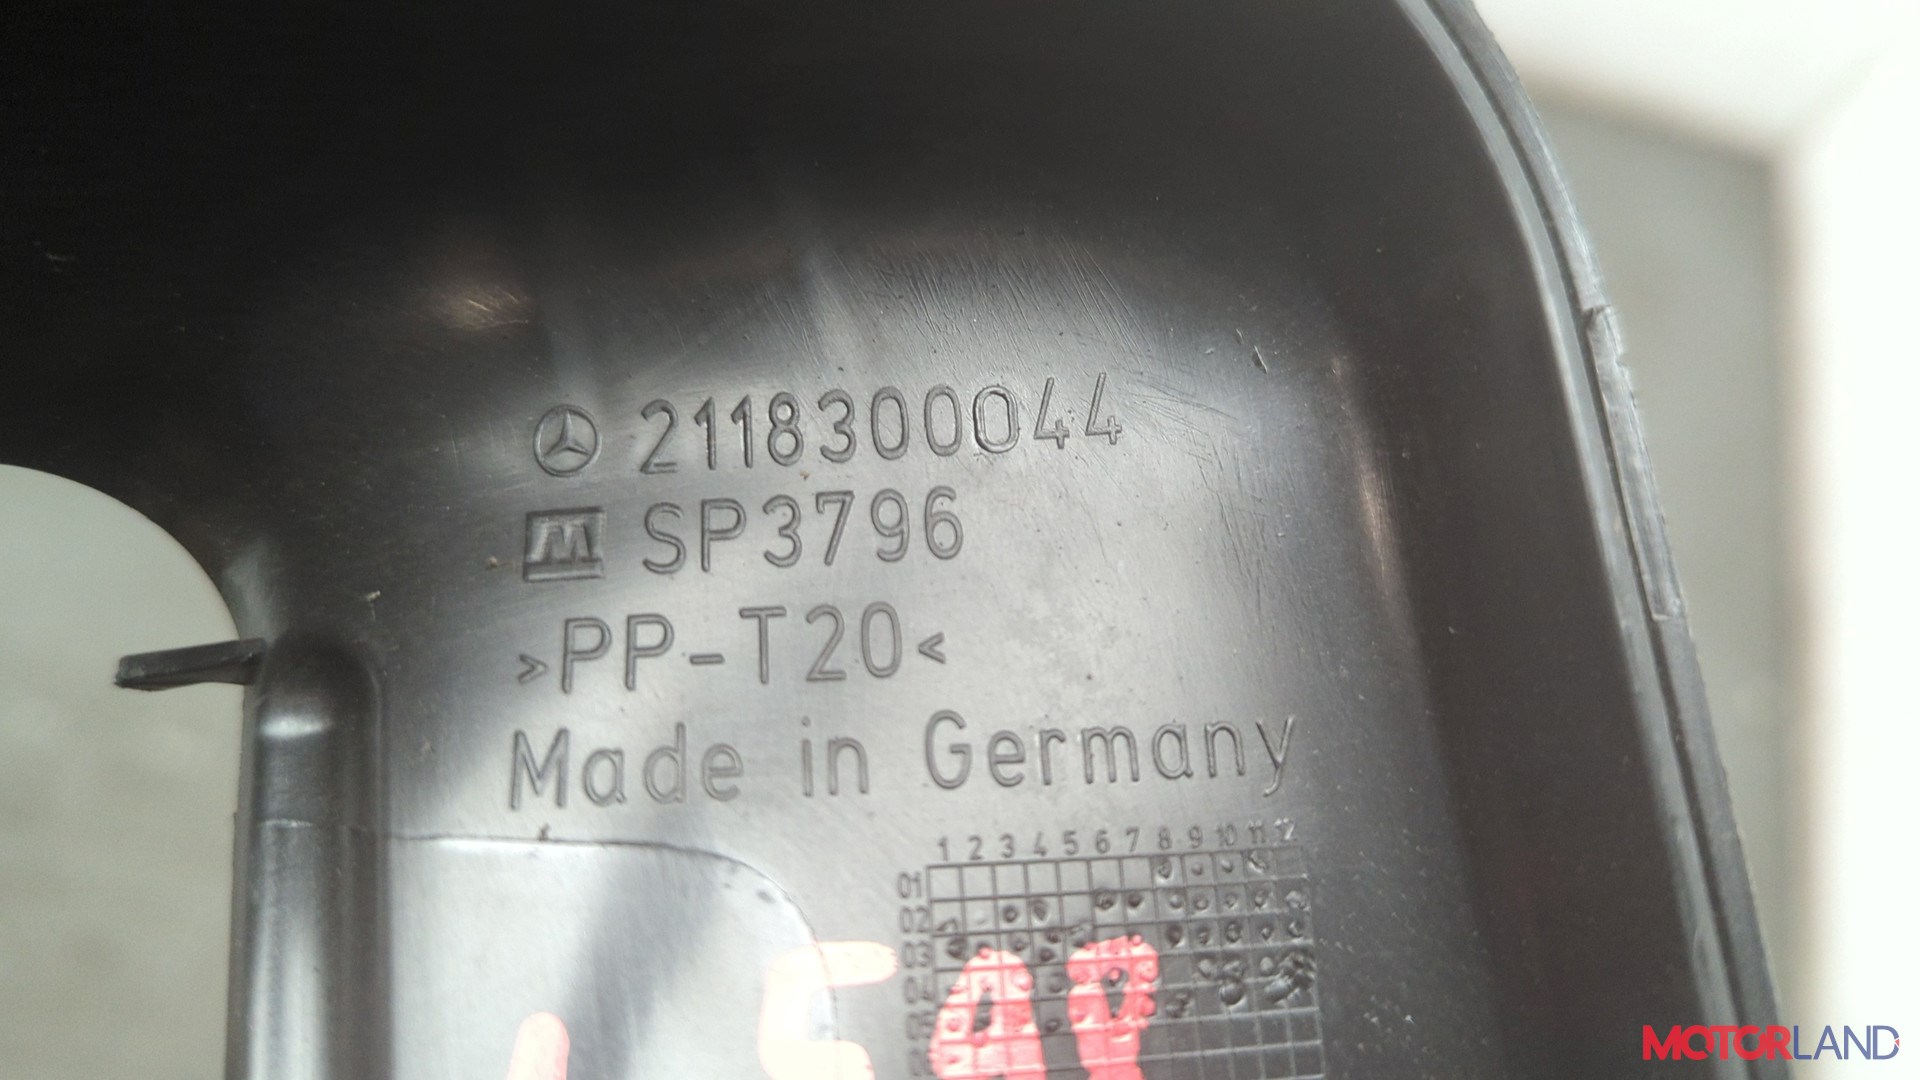 2118300044
SP3796
>PP-T20<
Made in Germany
1 2 3 4 5 6 7 8 9 10 11 12
01
02
03
04
05
MOTORLAND